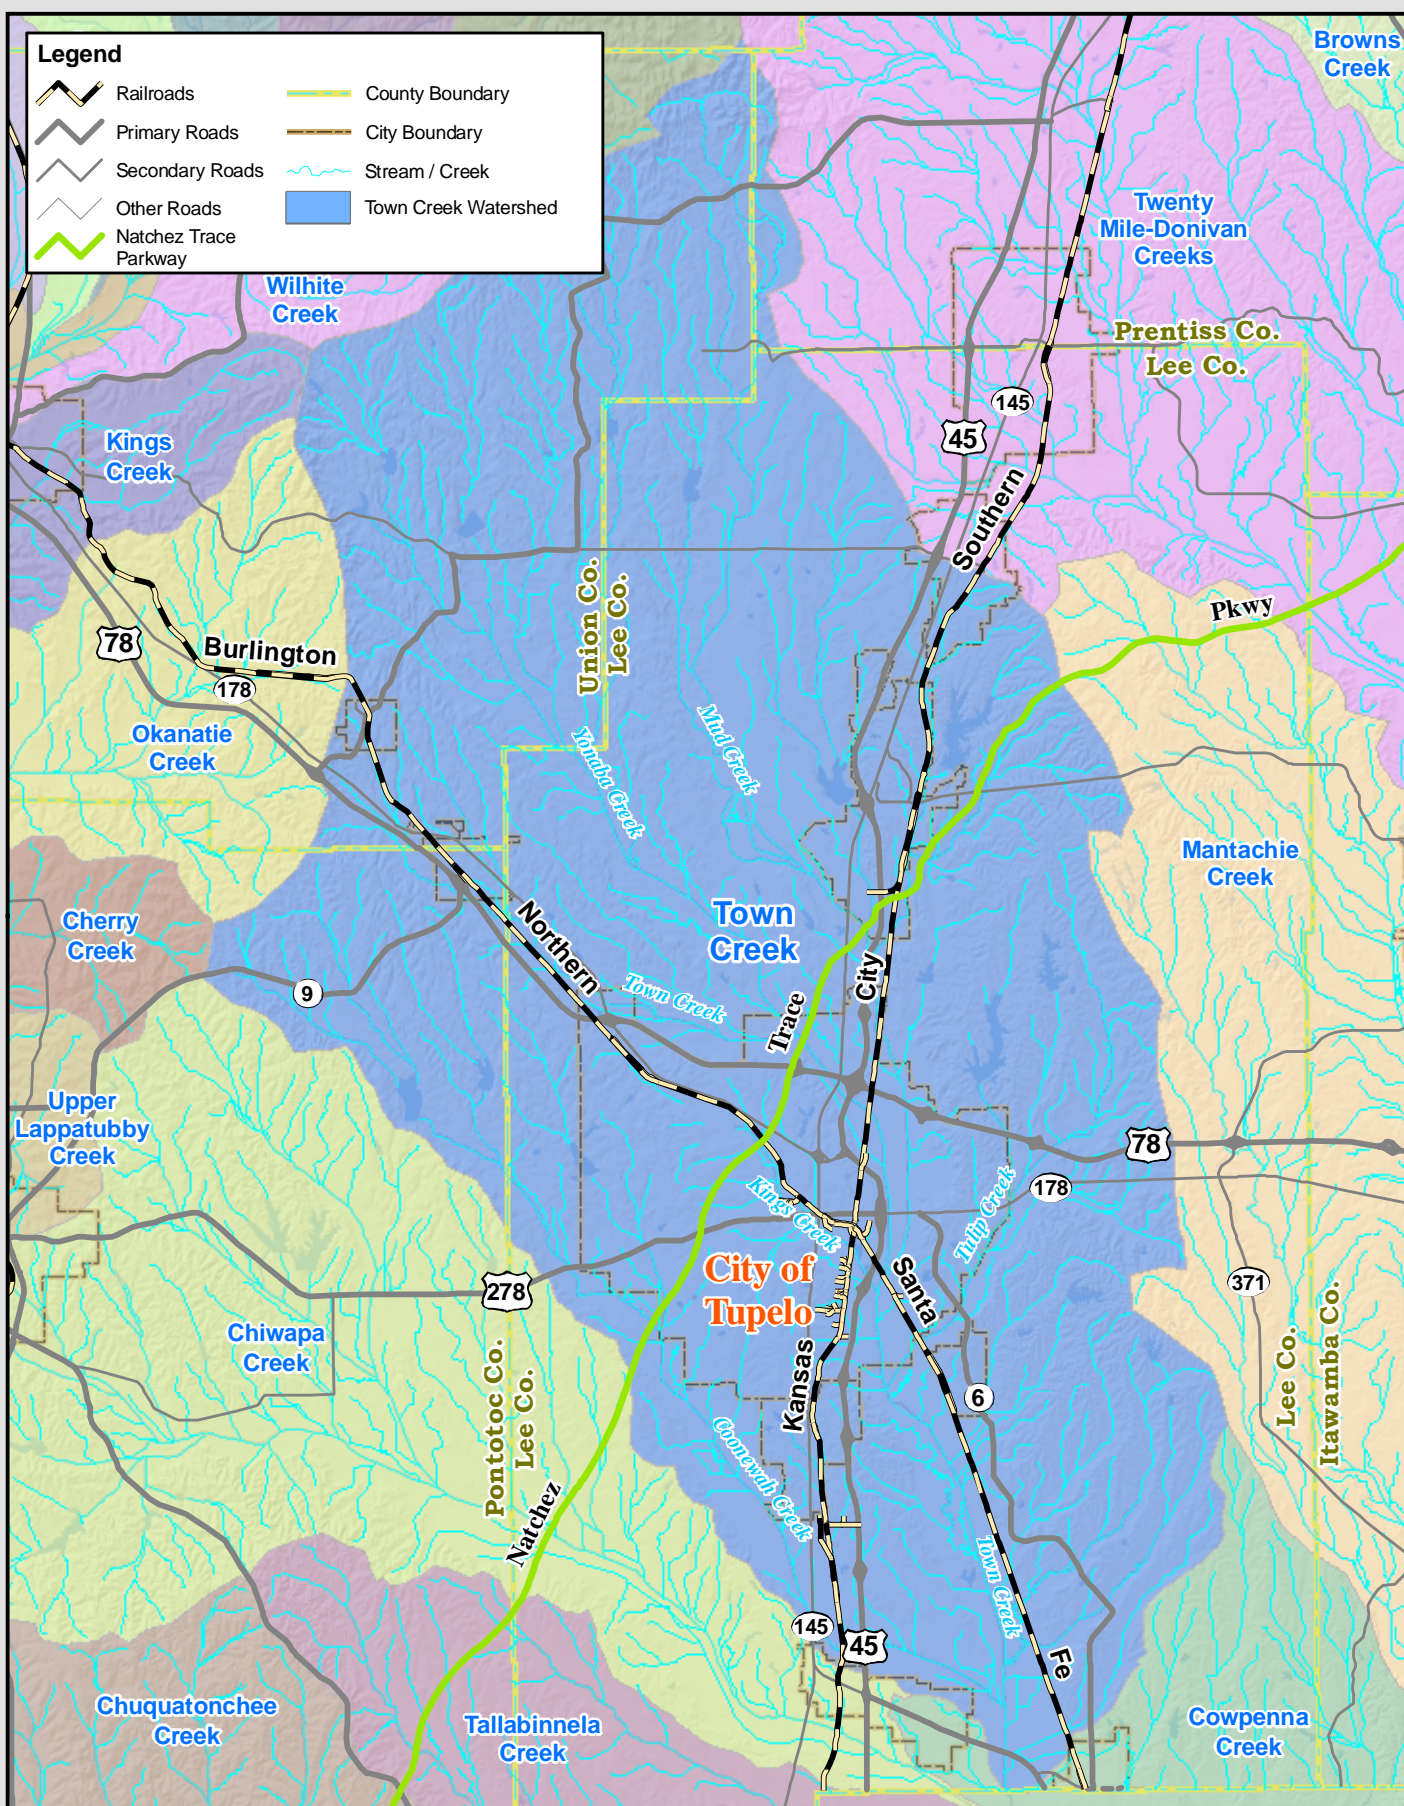 Legend
Railroads
Primary Roads
Secondary Roads
Other Roads
Natchez Trace
Parkway
County Boundary
City Boundary
Stream / Creek
Town Creek Watershed
Browns
Creek
Twenty
Mile-Donivan
Creeks
Wilhite
Creek
Prentiss Co.
Lee Co.
145
45
Kings
Creek
Southern
Union Co.
Lee Co.
Pkwy
78
Burlington
178
Okanatie
Creek
Yonaba Creek
Mud Creek
Mantachie
Creek
Town
Creek
Cherry
Creek
Northern
City
9
Town Creek
Trace
Upper
Lappatubby
Creek
78
178
Kings Creek
Tulip Creek
City of
Tupelo
Santa
278
371
Chiwapa
Creek
Kansas
6
Pontotoc Co.
Lee Co.
Lee Co.
Itawamba Co.
Coonewah Creek
Natchez
Town Creek
145
45
Fe
Chuquatonchee
Creek
Tallabinnela
Creek
Cowpenna
Creek